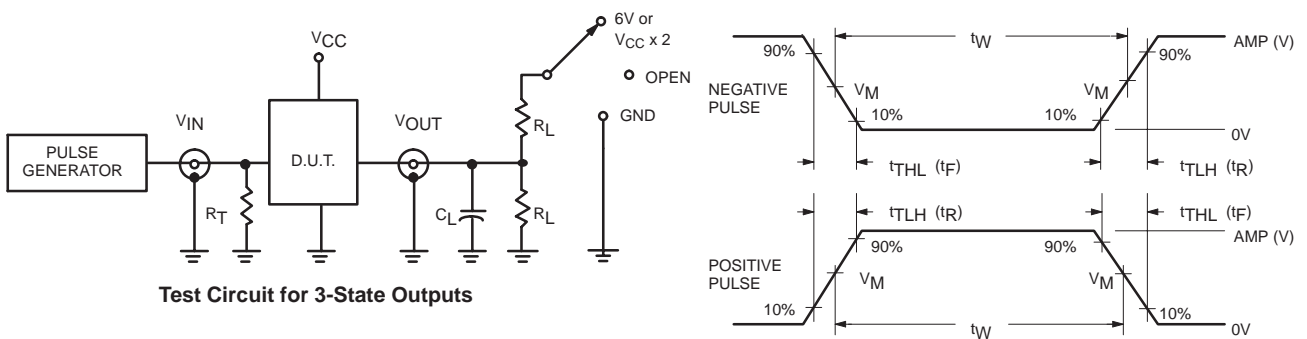 6V or
VCC x 2
OPEN
GND
VCC
VIN
VOUT
RL
PULSE
GENERATOR
D.U.T.
RT
CL
RL
Test Circuit for 3-State Outputs
90%
tW
90%
AMP (V)
NEGATIVE
PULSE
VM
VM
10%
10%
0V
tTHL (tF)
tTLH (tR)
tTLH (tR)
tTHL (tF)
AMP (V)
90%
90%
POSITIVE
PULSE
VM
VM
10%
10%
tW
0V